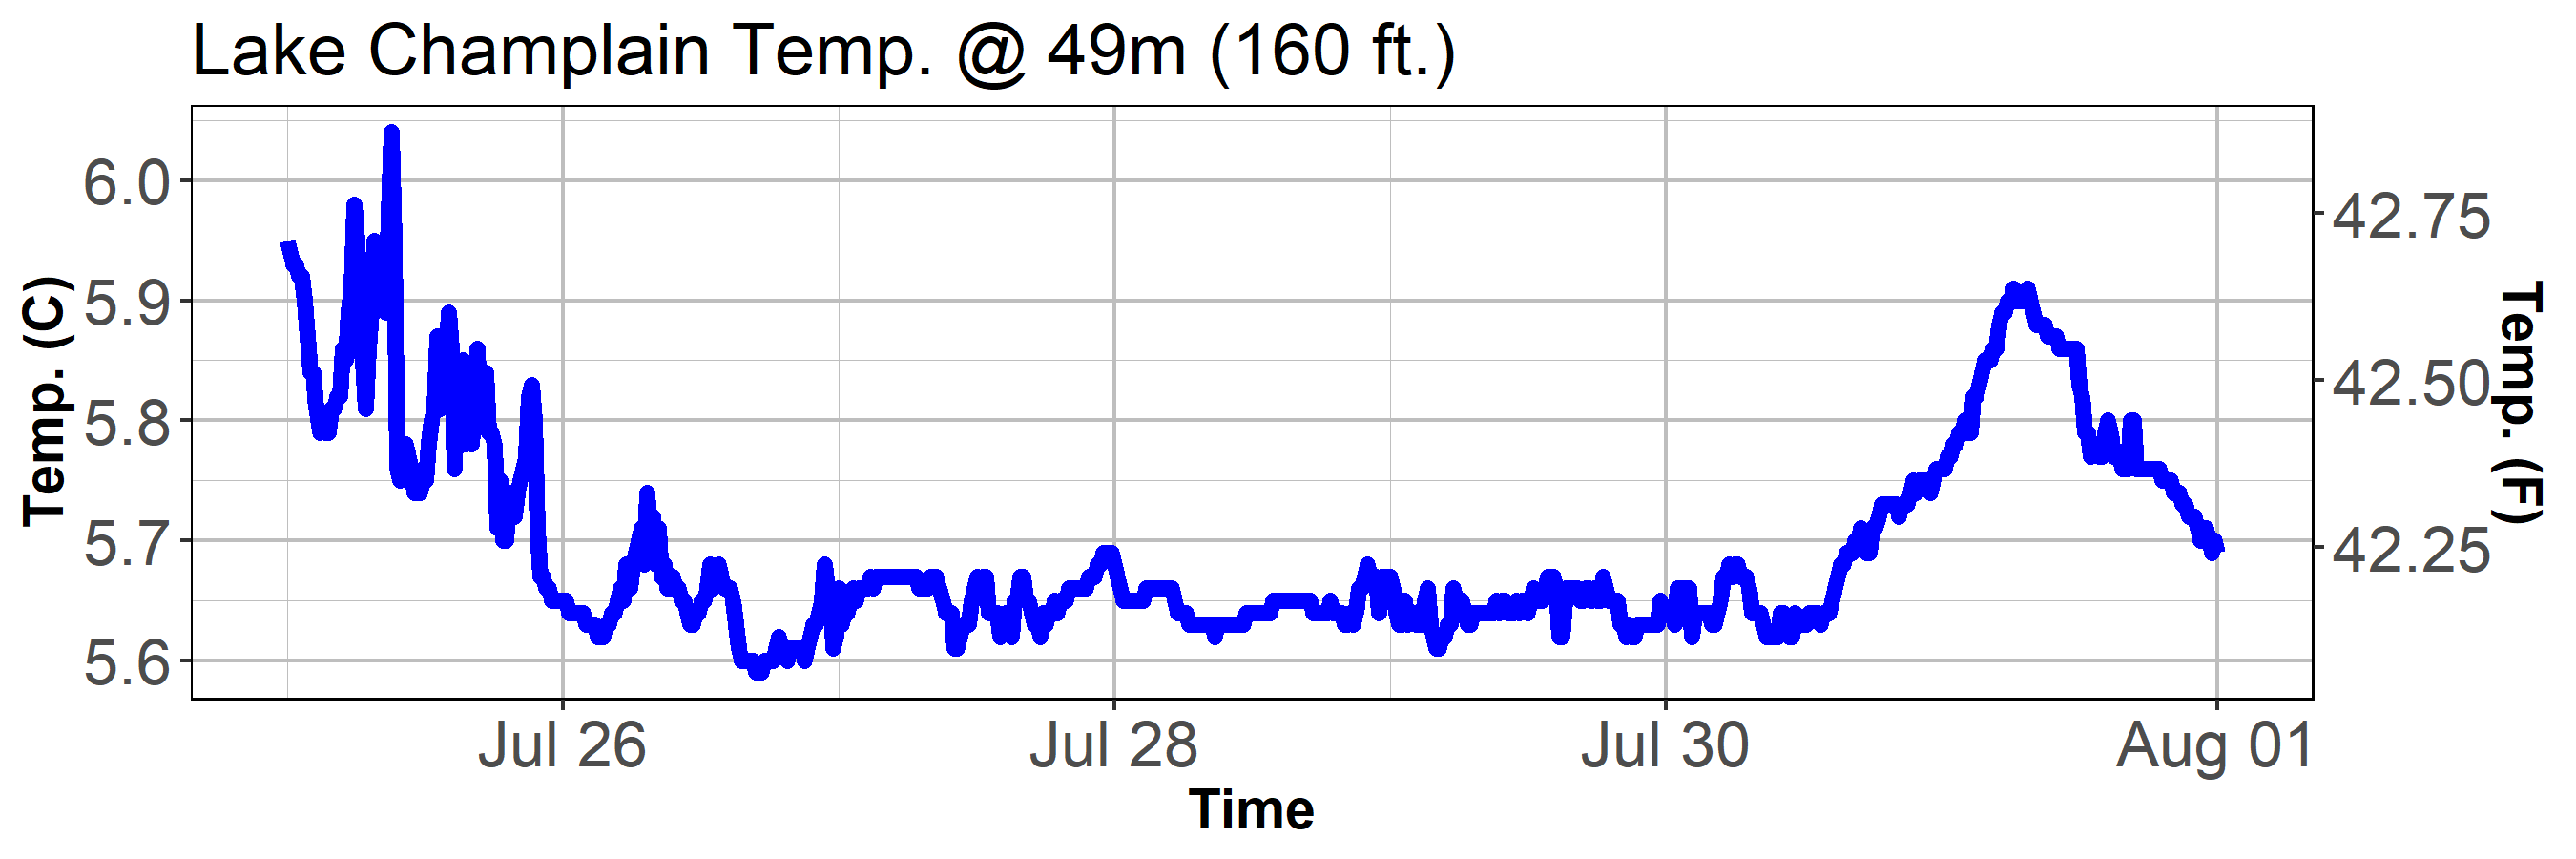 Lake Champlain Temp. @ 49m (160 ft.)
Temp. (C)
6.0
5.9
5.8
5.7
5.6
42.75
42.50
42.25
Temp. (F)
Jul 26 Jul 28 Jul 30 Aug 01
Time